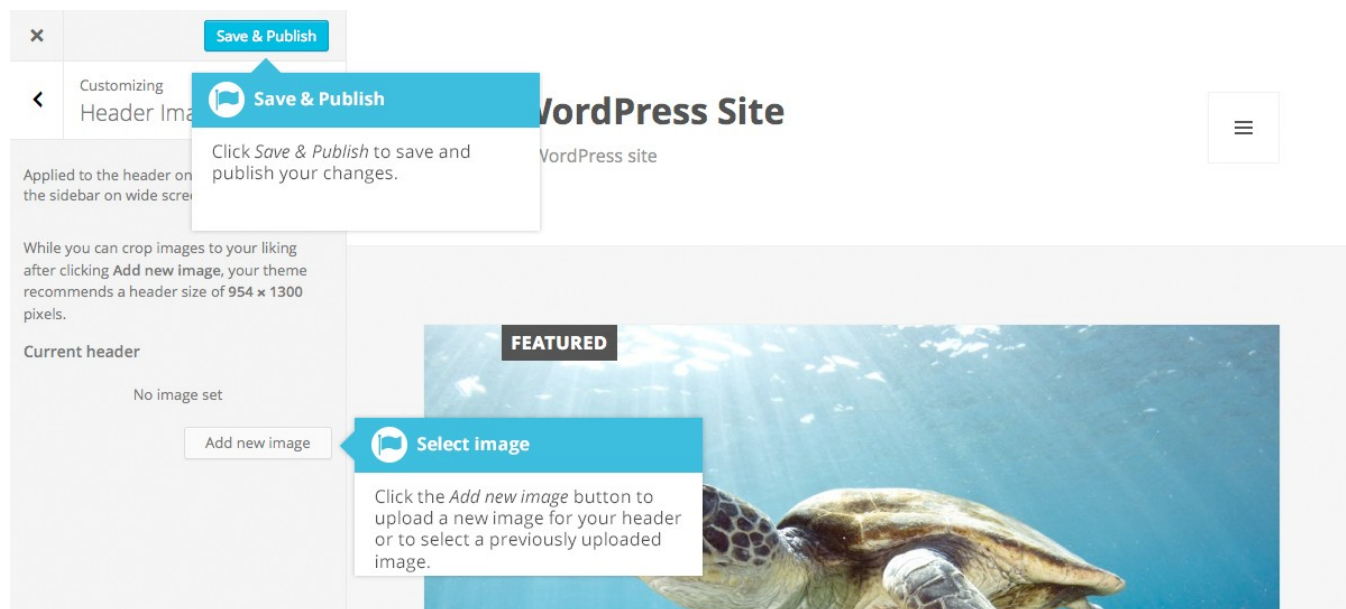 Save & Publish
Customizing
Header Ima
Save & Publish
Click Save & Publish to save and
publish your changes.
WordPress Site
WordPress site
Applied to the header on
the sidebar on wide scre
While you can crop images to your liking
after clicking Add new image, your theme
recommends a header size of 954 × 1300
pixels.
Current header
No image set
Add new image
FEATURED
Select image
Click the Add new image button to
upload a new image for your header
or to select a previously uploaded
image.